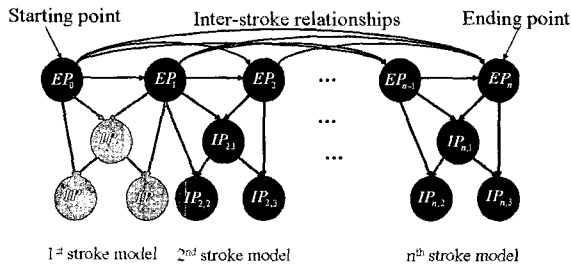 Starting point
Inter-stroke relationships
Ending point
EP0
EP1
EP2
...
EPn-1
EPn
IP2,1
...
IPn,1
IP2,2
IP2,3
...
IPn,2
IPn,3
1st stroke model
2nd stroke model
nth stroke model